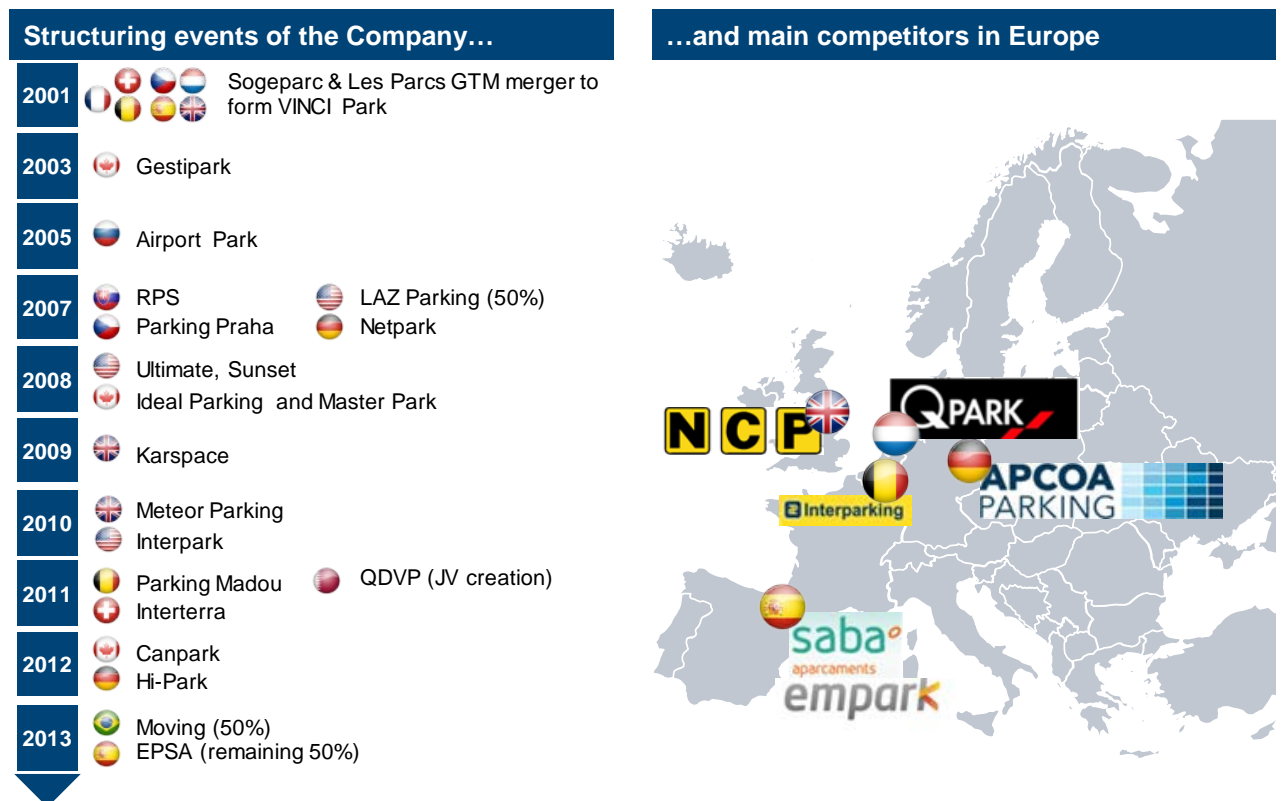 Structuring events of the Company…
2001
Sogeparc & Les Parcs GTM merger to
form VINCI Park
2003
Gestipark
2005
Airport Park
2007
RPS
LAZ Parking (50%)
Parking Praha
Netpark
2008
Ultimate, Sunset
Ideal Parking and Master Park
2009
Karspace
2010
Meteor Parking
Interpark
2011
Parking Madou
QDVP (JV creation)
Interterra
2012
Canpark
Hi-Park
2013
Moving (50%)
EPSA (remaining 50%)
…and main competitors in Europe
NCP
QPARK
APCOA
PARKING
Interparking
saba
aparcaments
empark